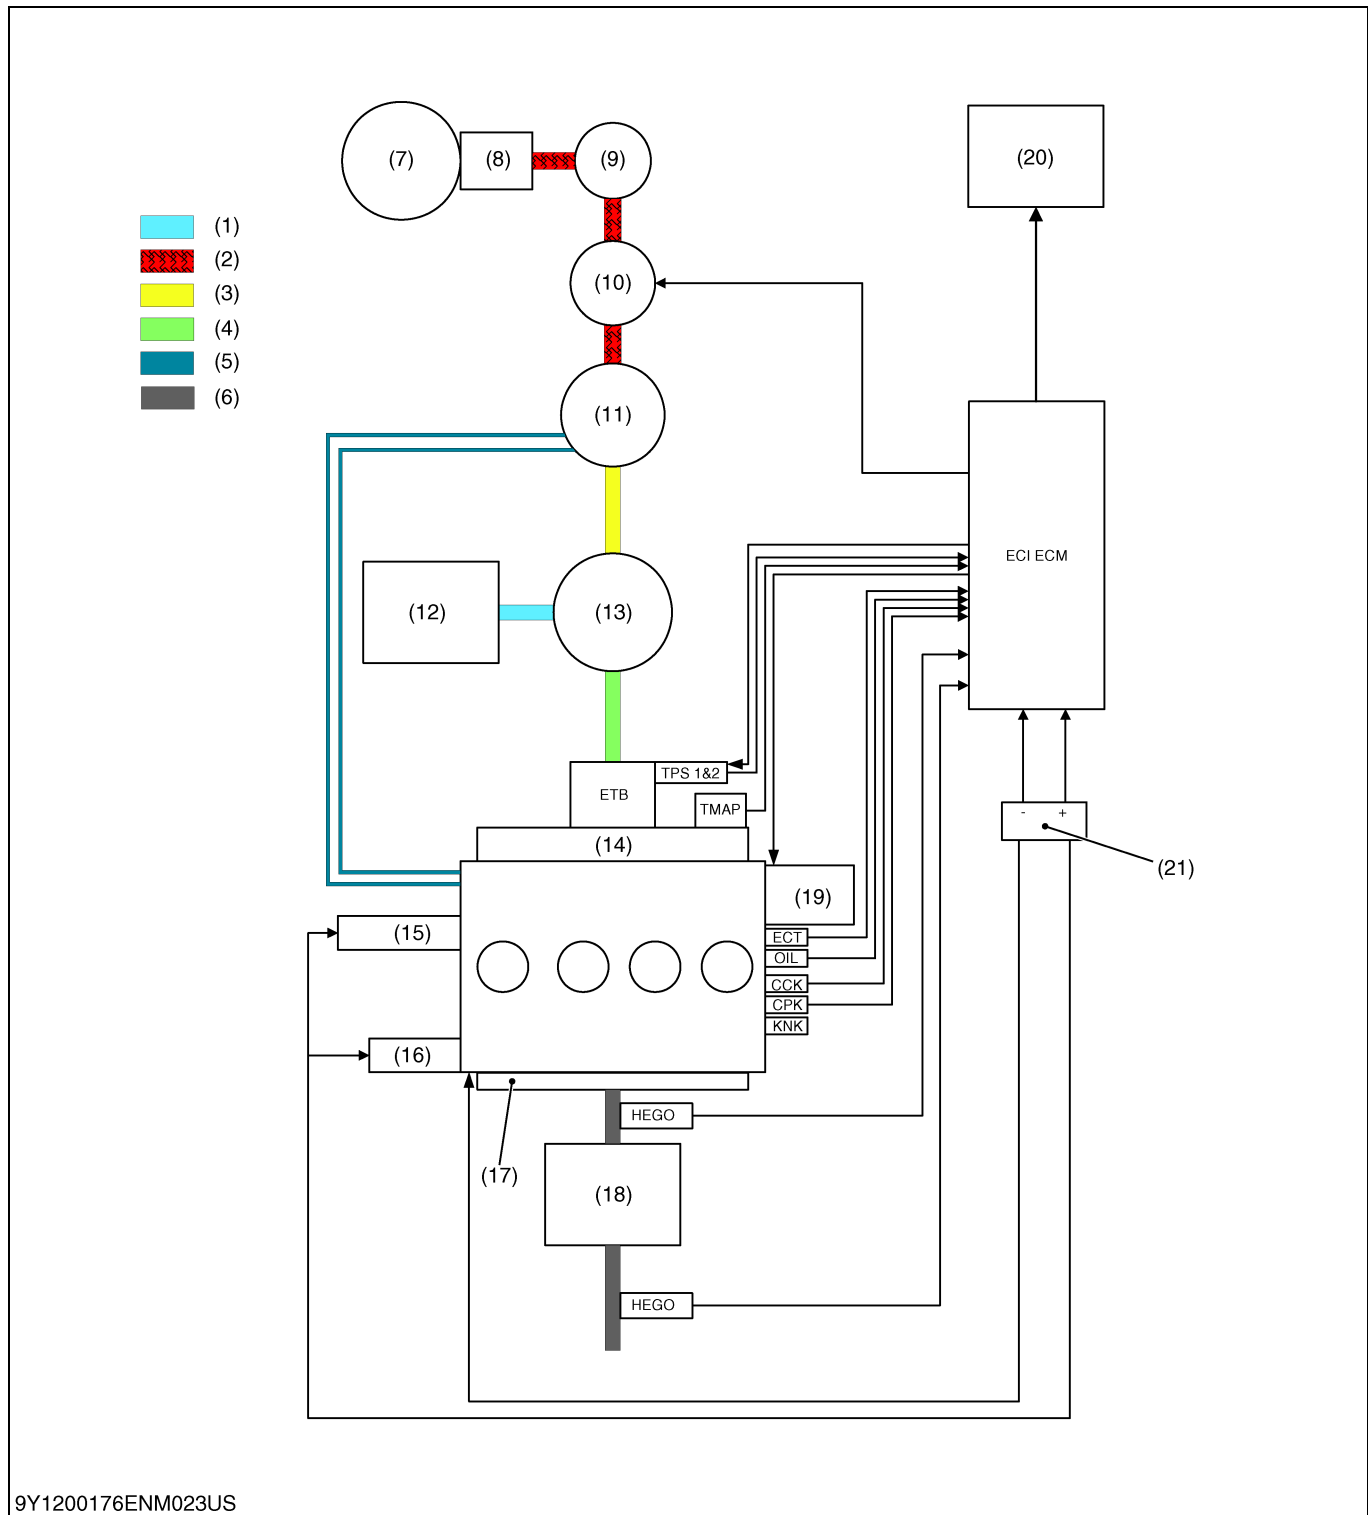 (7)
(8)
(9)
(20)
(1)
(2)
(10)
(3)
(4)
(5)
(6)
(11)
ECI ECM
(12)
(13)
TPS 1&2
ETB
TMAP
- +
(14)
(21)
(19)
(15)
ECT
OIL
CCK
CPK
KNK
(16)
HEGO
(17)
(18)
HEGO
9Y1200176ENM023US